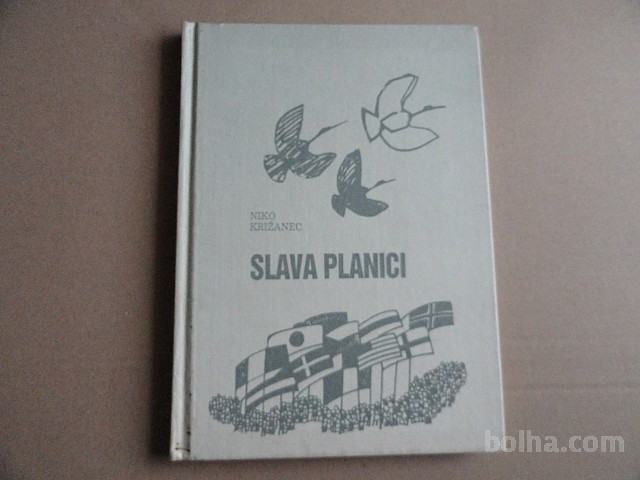 NIKO
KRIŽANEC
SLAVA PLANICI
bolha.com